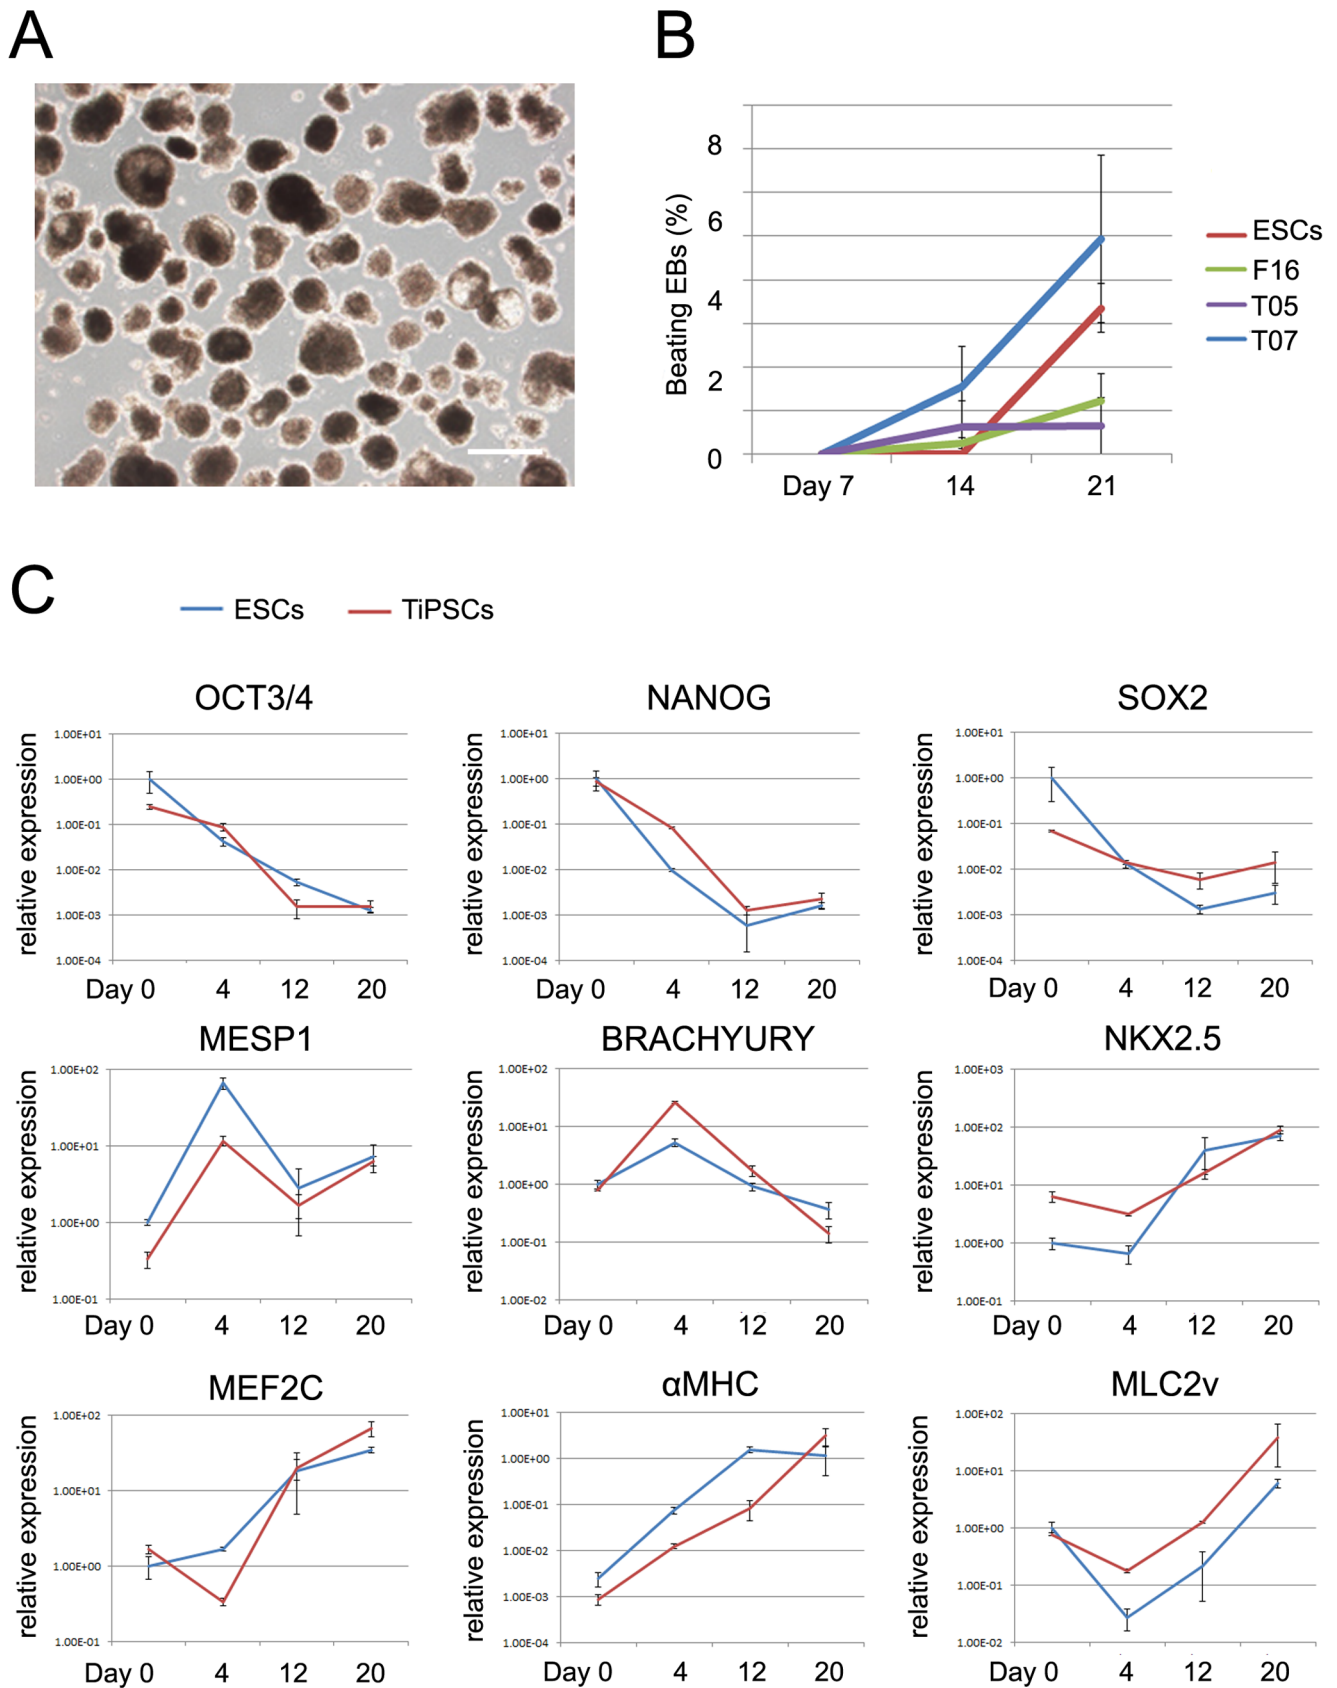 A
B
Beating EBs (%)
8
6
4
2
0
Day 7 14 21
ESCs
F16
T05
T07
C
ESCs TiPSCs
OCT3/4
relative expression
1.00E+01
1.00E+00
1.00E-01
1.00E-02
1.00E-03
1.00E-04
Day 0 4 12 20
NANOG
relative expression
1.00E+01
1.00E+00
1.00E-01
1.00E-02
1.00E-03
1.00E-04
Day 0 4 12 20
SOX2
relative expression
1.00E+01
1.00E+00
1.00E-01
1.00E-02
1.00E-03
1.00E-04
Day 0 4 12 20
MESP1
relative expression
1.00E+02
1.00E+01
1.00E+00
1.00E-01
Day 0 4 12 20
BRACHYURY
relative expression
1.00E+02
1.00E+01
1.00E+00
1.00E-01
1.00E-02
Day 0 4 12 20
NKX2.5
relative expression
1.00E+03
1.00E+02
1.00E+01
1.00E+00
1.00E-01
Day 0 4 12 20
MEF2C
relative expression
1.00E+02
1.00E+01
1.00E+00
1.00E-01
Day 0 4 12 20
αMHC
relative expression
1.00E+01
1.00E+00
1.00E-01
1.00E-02
1.00E-03
1.00E-04
Day 0 4 12 20
MLC2v
relative expression
1.00E+02
1.00E+01
1.00E+00
1.00E-01
1.00E-02
Day 0 4 12 20